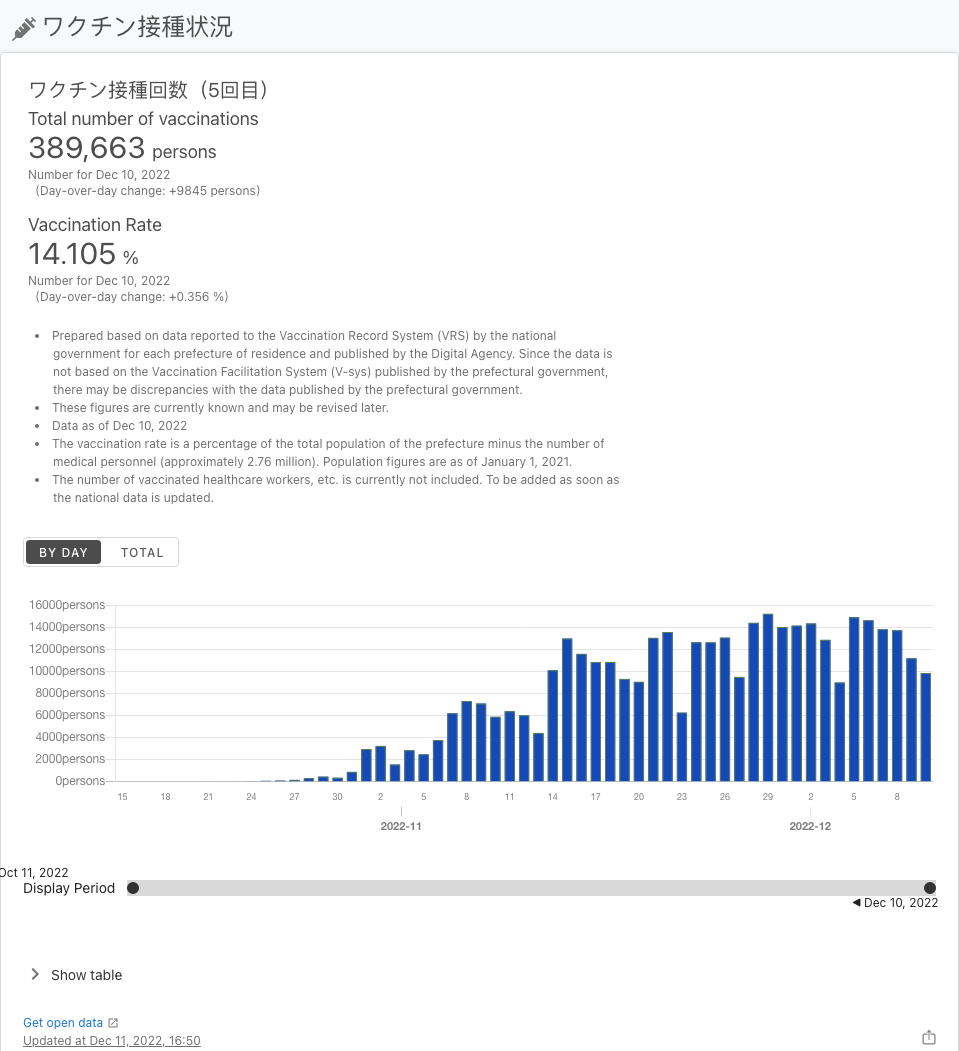 ワクチン接種状況
ワクチン接種回数（5回目）
Total number of vaccinations
389,663 persons
Number for Dec 10, 2022
(Day-over-day change: +9845 persons)
Vaccination Rate
14.105 %
Number for Dec 10, 2022
(Day-over-day change: +0.356 %)
• Prepared based on data reported to the Vaccination Record System (VRS) by the national
government for each prefecture of residence and published by the Digital Agency. Since the data is
not based on the Vaccination Facilitation System (V-sys) published by the prefectural government,
there may be discrepancies with the data published by the prefectural government.
• These figures are currently known and may be revised later.
• Data as of Dec 10, 2022
• The vaccination rate is a percentage of the total population of the prefecture minus the number of
medical personnel (approximately 2.76 million). Population figures are as of January 1, 2021.
• The number of vaccinated healthcare workers, etc. is currently not included. To be added as soon as
the national data is updated.
BY DAY TOTAL
16000persons
14000persons
12000persons
10000persons
8000persons
6000persons
4000persons
2000persons
0persons
15 18 21 24 27 30 2 5 8 11 14 17 20 23 26 29 2 5 8
2022-11 2022-12
Oct 11, 2022
Display Period
◀ Dec 10, 2022
Show table
Get open data
Updated at Dec 11, 2022, 16:50